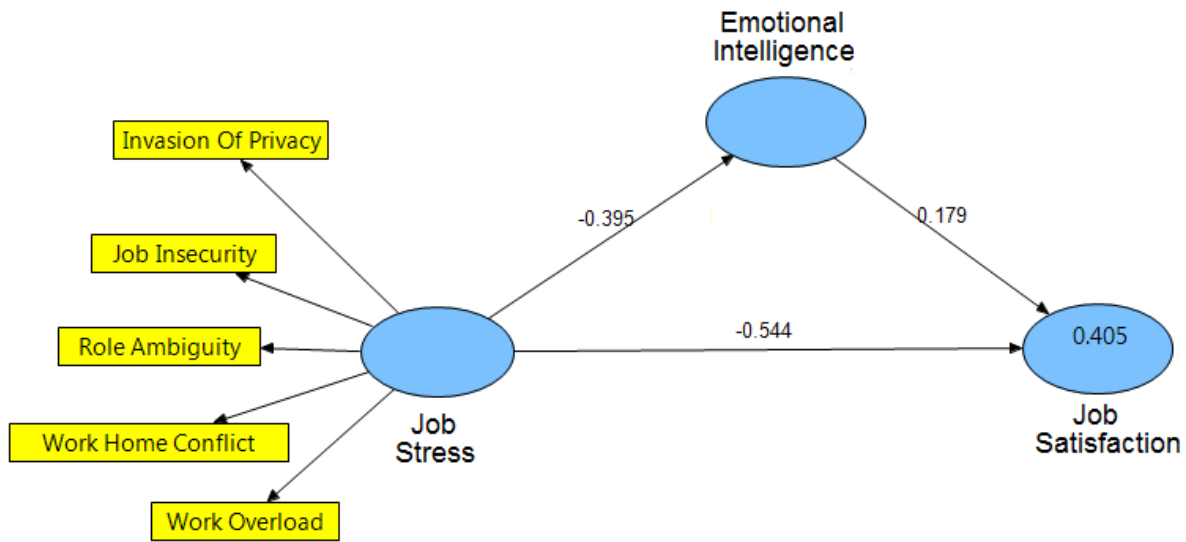 Emotional
Intelligence
Invasion Of Privacy
-0.395
0.179
Job Insecurity
Role Ambiguity
-0.544
0.405
Job
Stress
Job
Satisfaction
Work Home Conflict
Work Overload